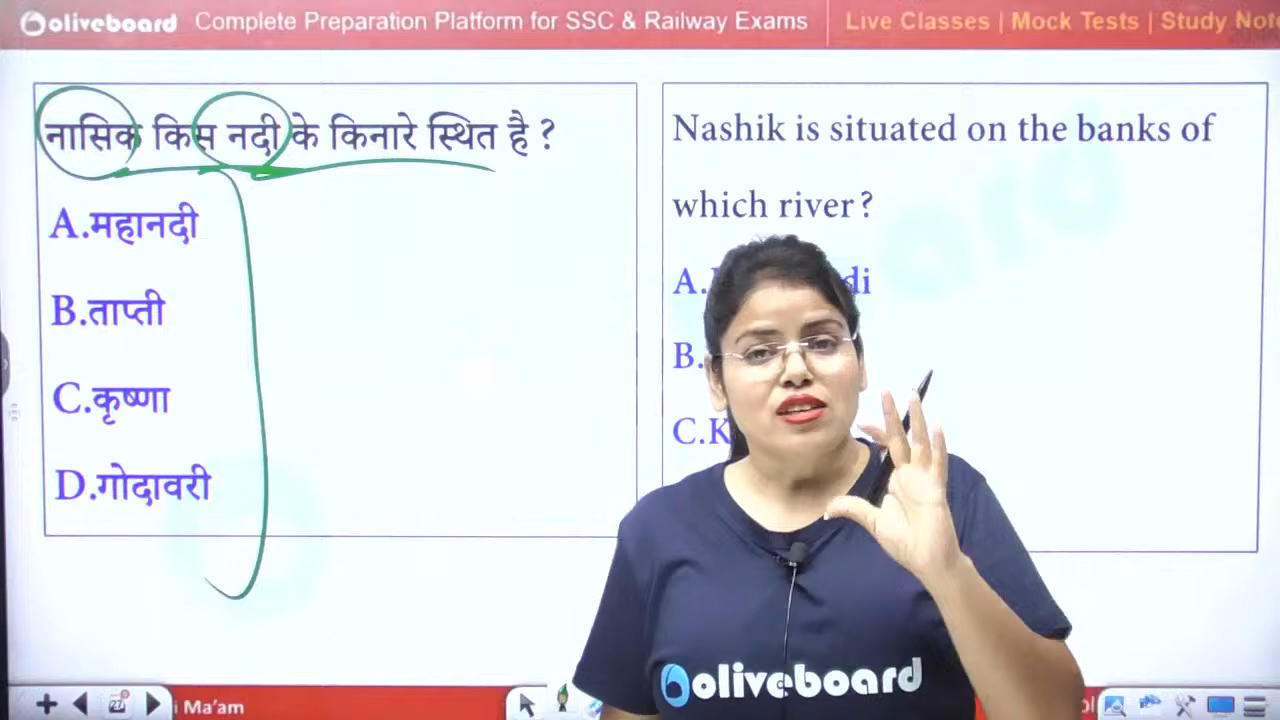 oliveboard Complete Preparation Platform for SSC & Railway Exams Live Classes | Mock Tests | Study
नासिक किस नदी के किनारे स्थित है ?
A.महानदी
B.ताप्ती
C.कृष्णा
D.गोदावरी
Nashik is situated on the banks of
which river?
A.
B.
C.K
oliveboard
27
Ma'am